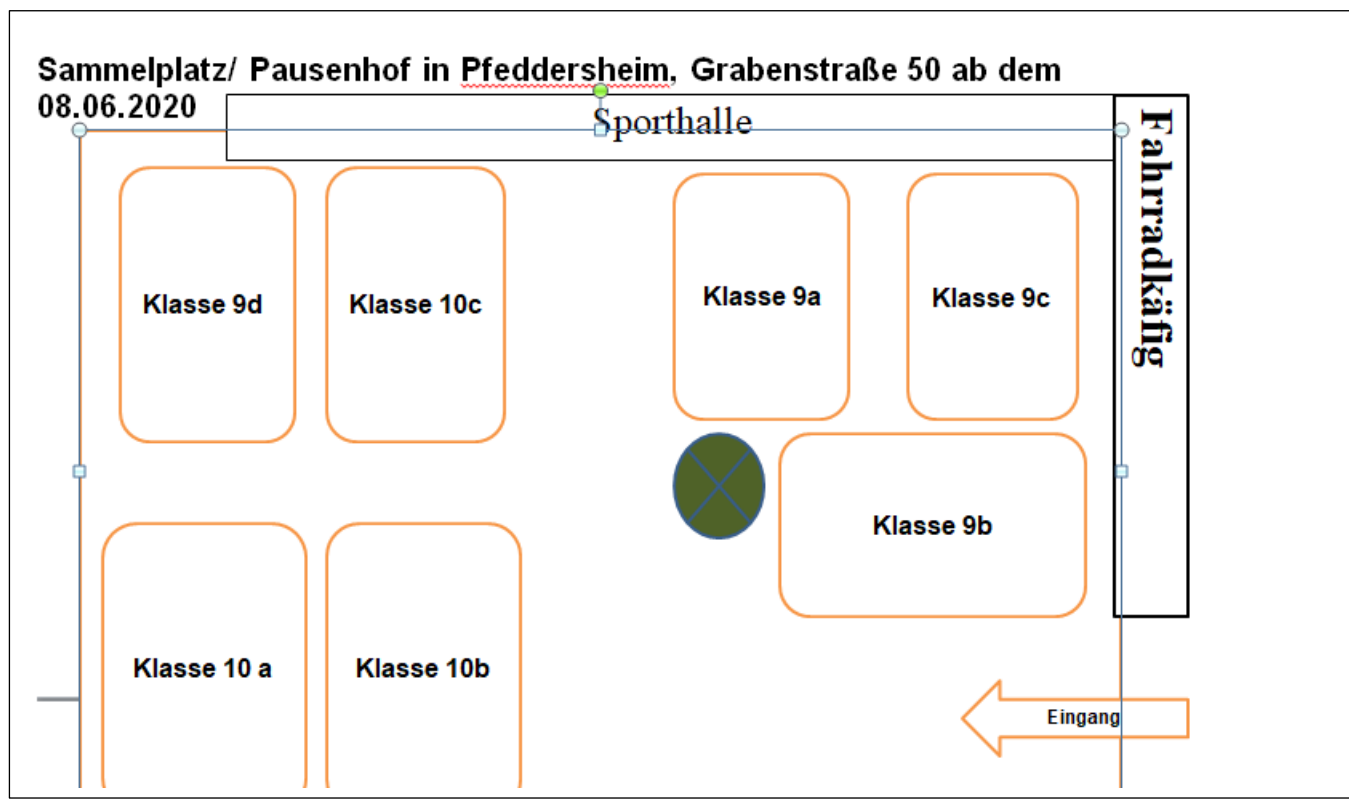 Sammelplatz/ Pausenhof in Pfeddersheim, Grabenstraße 50 ab dem
08.06.2020
Sporthalle
Fahrradkäfig
Klasse 9d
Klasse 10c
Klasse 9a
Klasse 9c
Klasse 9b
Klasse 10 a
Klasse 10b
Eingang